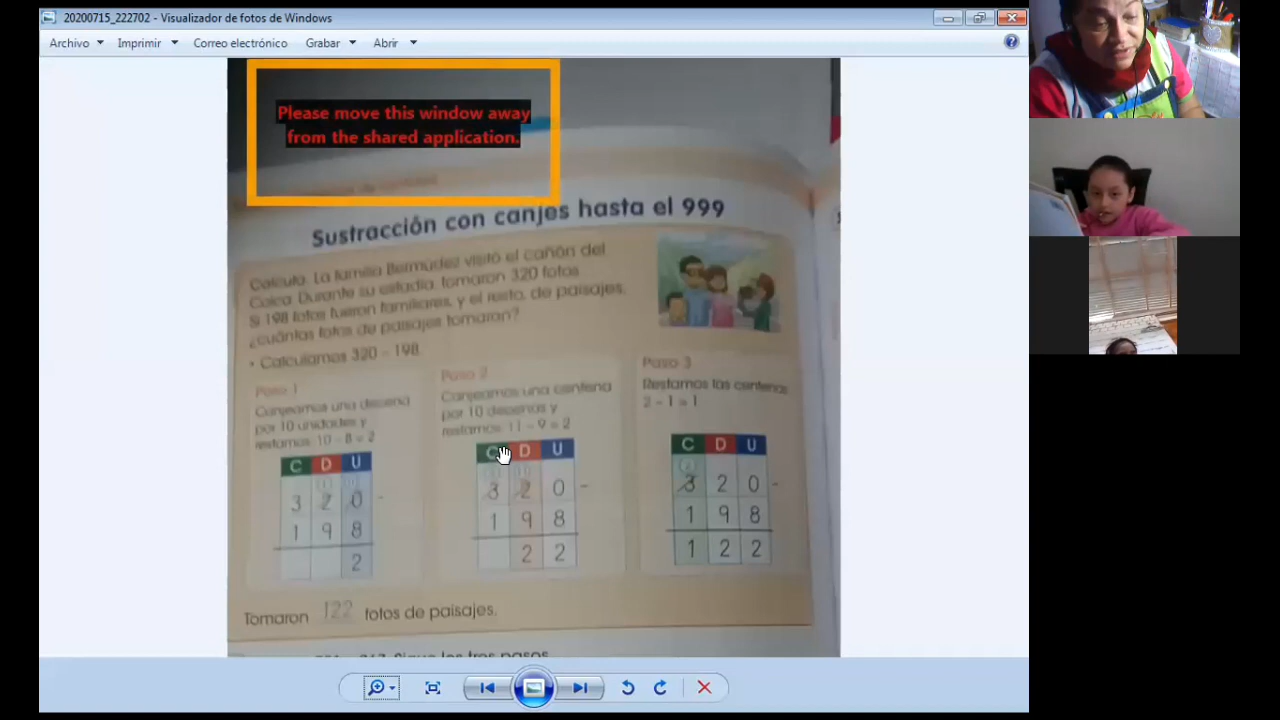 20200715_222702 - Visualizador de fotos de Windows
Archivo Imprimir Correo electrónico Grabar Abrir
Please move this window away
from the shared application.
Sustracción con canjes hasta el 999
Calcula. La familia Bermúdez visitó el cañón del
Colca. Durante su estadía, tomaron 320 fotos
Si 198 fotos fueron familiares, y el resto, de paisajes,
¿cuántas fotos de paisajes tomaron?
• Calculamos 320 - 198
Paso 1
Canjeamos una decena
por 10 unidades y
restamos 10 - 8 = 2
C D U
3 2 0 -
1 9 8
2
Paso 2
Canjeamos una centena
por 10 decenas y
restamos 11 - 9 = 2
C D U
3 2 0 -
1 9 8
2 2
Paso 3
Restamos las centenas
2 - 1 = 1
C D U
2
3 2 0 -
1 9 8
1 2 2
Tomaron 122 fotos de paisajes.
Sigue los tres pasos